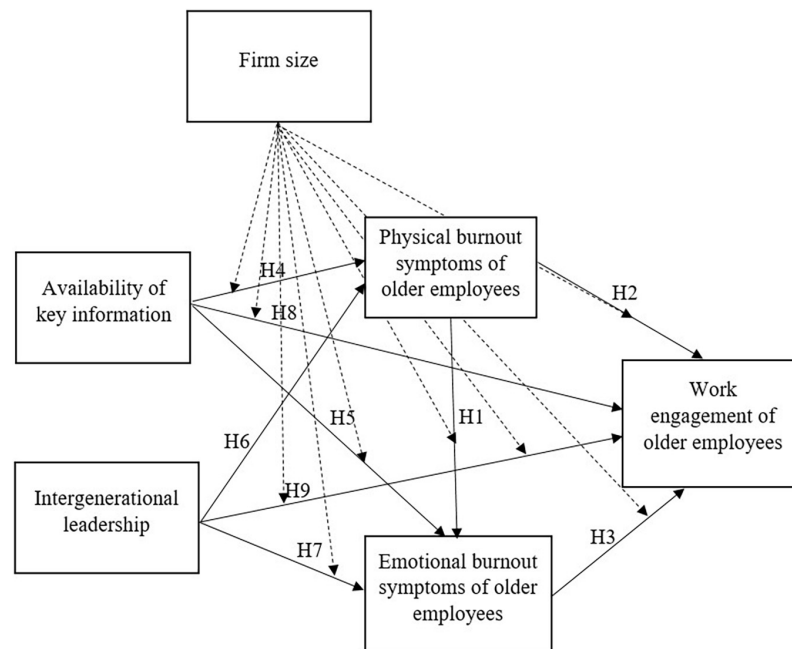 Firm size
Physical burnout
symptoms of
older employees
H4
H2
Availability of
key information
H8
Work
engagement of
older employees
H5
H1
H6
Intergenerational
leadership
H9
H7
H3
Emotional burnout
symptoms of older
employees